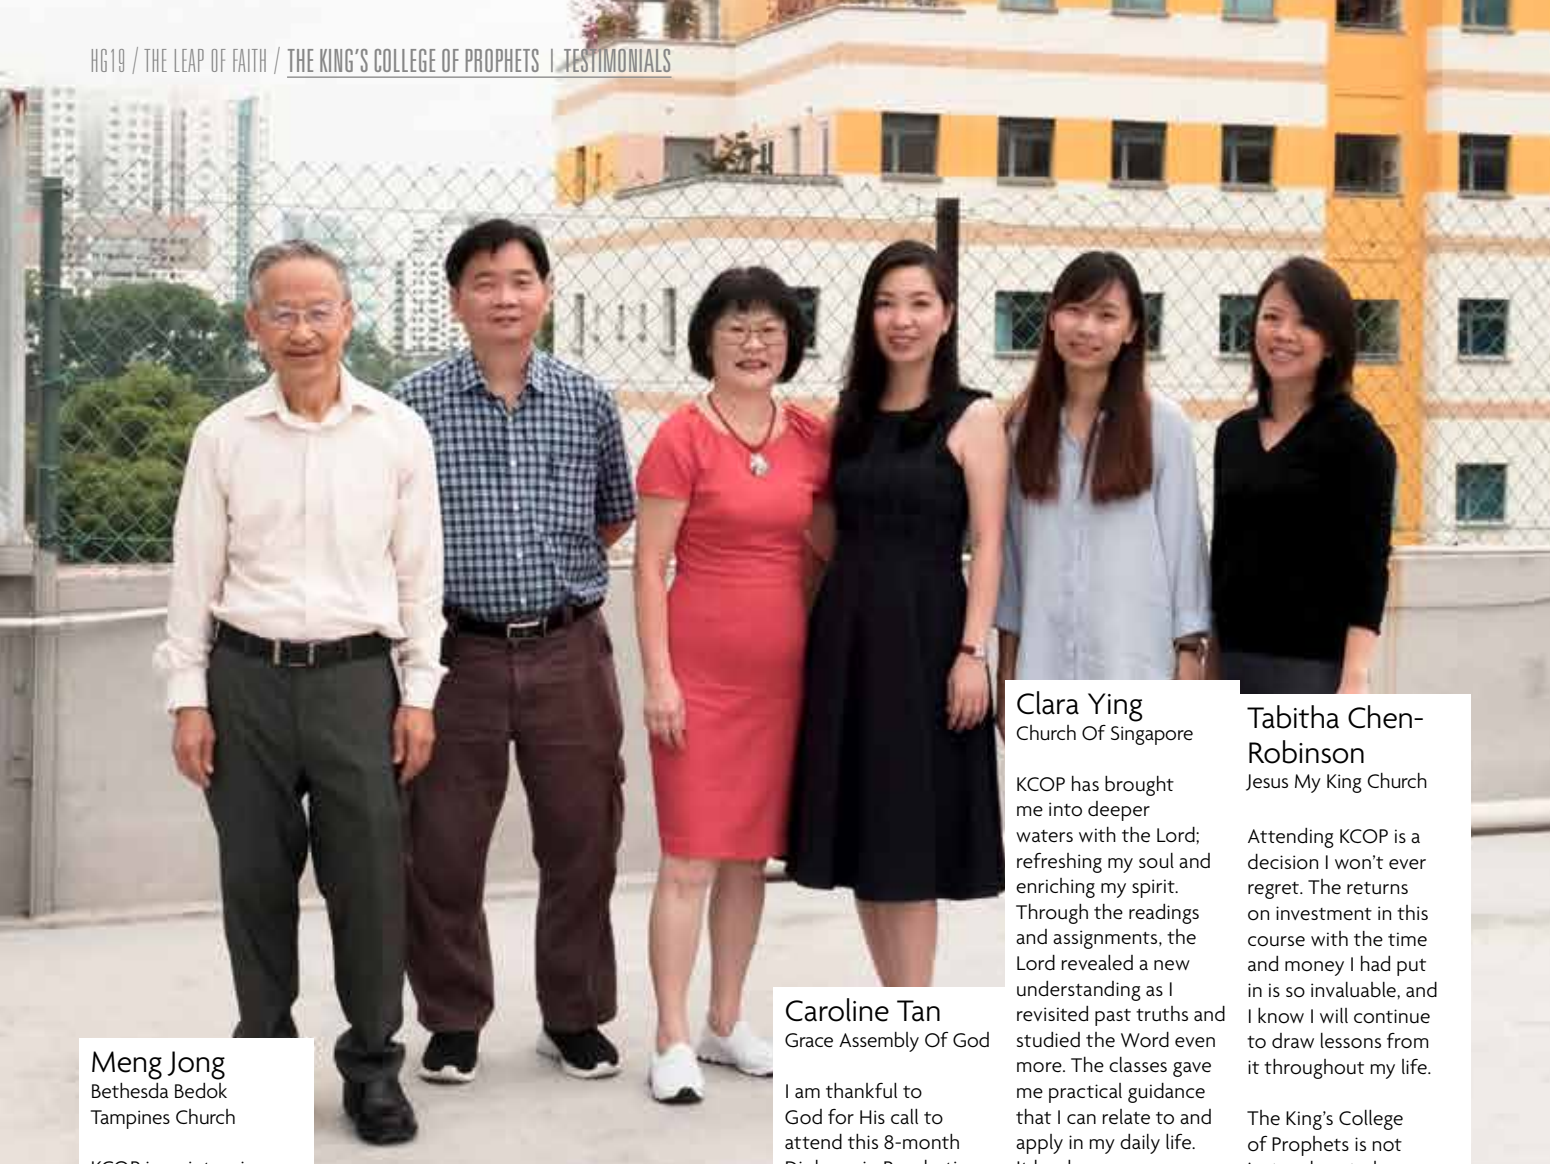 HG19 / THE LEAP OF FAITH / THE KING'S COLLEGE OF PROPHETS | TESTIMONIALS
Meng Jong
Bethesda Bedok
Tampines Church
Caroline Tan
Grace Assembly Of God
I am thankful to
God for His call to
attend this 8-month
Clara Ying
Church Of Singapore
KCOP has brought
me into deeper
waters with the Lord;
refreshing my soul and
enriching my spirit.
Through the readings
and assignments, the
Lord revealed a new
understanding as I
revisited past truths and
studied the Word even
more. The classes gave
me practical guidance
that I can relate to and
apply in my daily life.
Tabitha Chen-
Robinson
Jesus My King Church
Attending KCOP is a
decision I won't ever
regret. The returns
on investment in this
course with the time
and money I had put
in is so invaluable, and
I know I will continue
to draw lessons from
it throughout my life.
The King's College
of Prophets is not